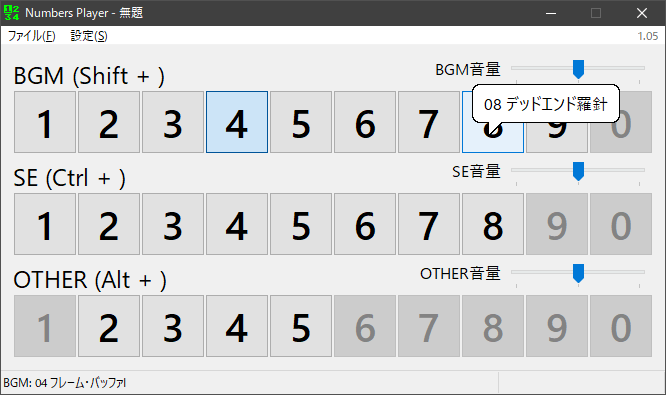 Numbers Player - 無題
ファイル(F) 設定(S) 1.05
BGM (Shift + ) BGM音量
08 デッドエンド羅針
1 2 3 4 5 6 7 8 9 0
SE (Ctrl + ) SE音量
1 2 3 4 5 6 7 8 9 0
OTHER (Alt + ) OTHER音量
1 2 3 4 5 6 7 8 9 0
BGM: 04 フレーム・バッファI